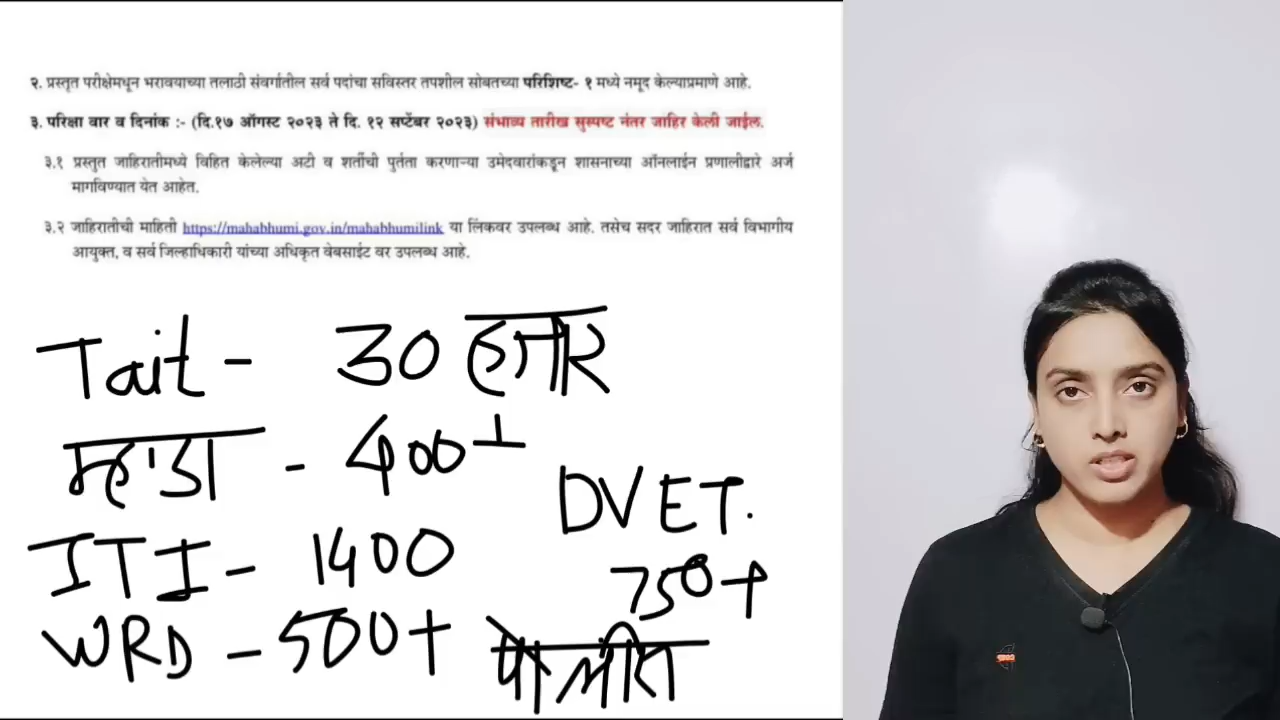 २. प्रस्तृत परीक्षेमधून भरावयाच्या तलाठी संवर्गातील सर्व पदांचा सविस्तर तपशील सोबतच्या परिशिष्ट- १ मध्ये नमूद केल्याप्रमाणे आहे.
३. परिक्षा वार व दिनांक :- (दि.१७ ऑगस्ट २०२३ ते दि. १२ सप्टेंबर २०२३) संभाव्य तारीख सुस्पष्ट नंतर जाहिर केली जाईल.
३.१ प्रस्तृत जाहिरातीमध्ये विहित केलेल्या अटी व शर्तीची पुर्तता करणाऱ्या उमेदवारांकडून शासनाच्या ऑनलाईन प्रणालीद्वारे अर्ज
मागविण्यात येत आहेत.
३.२ जाहिरातीची माहिती https://mahabhumi.gov.in/mahabhumilink या लिंकवर उपलब्ध आहे. तसेच सदर जाहिरात सर्व विभागीय
आयुक्त, व सर्व जिल्हाधिकारी यांच्या अधिकृत वेबसाईट वर उपलब्ध आहे.
Tait - 30 हजार
म्हाडा - 400+
DVET.
ITI - 1400
750+
WRD - 500+
पोलीस